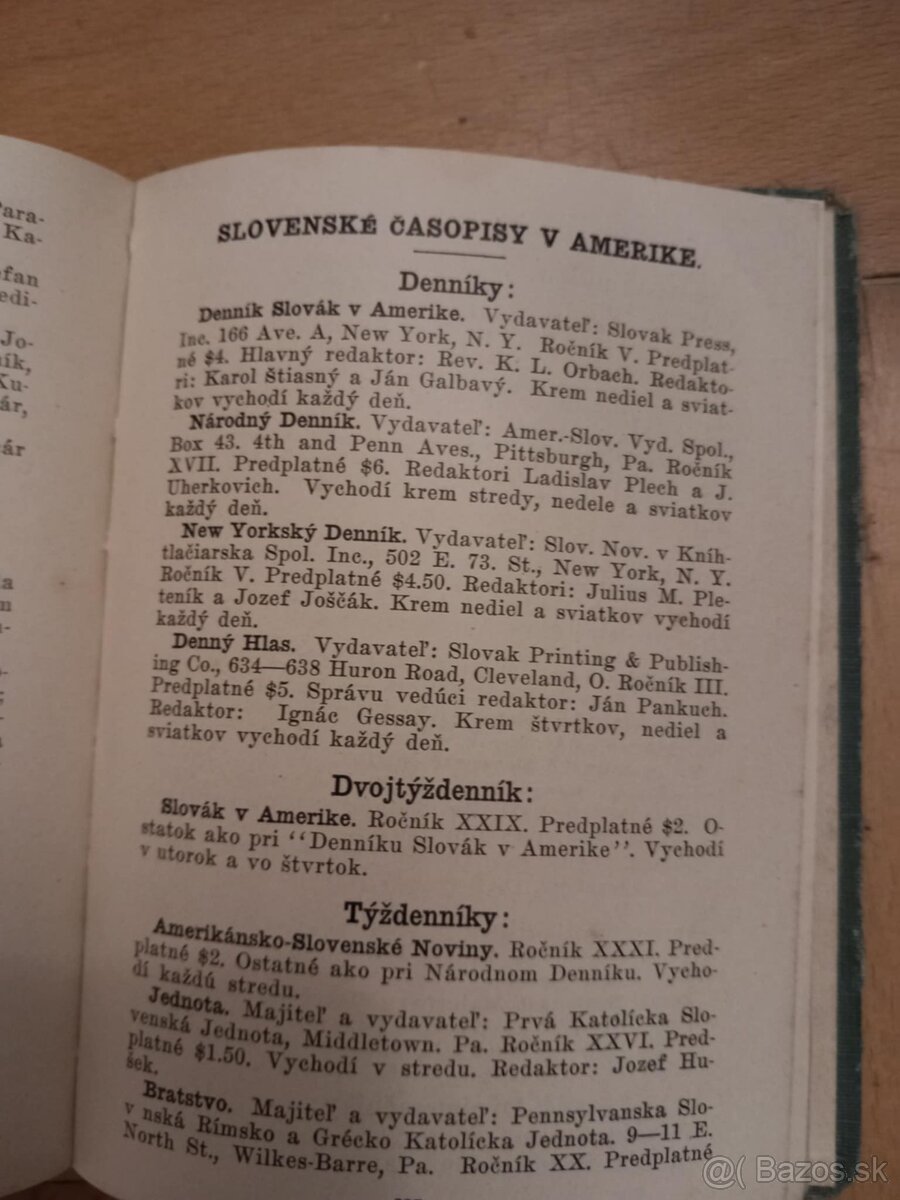 Para-
Ka-
efan
edi-
Jo-
ník,
Ku-
ár,
ár
SLOVENSKÉ ČASOPISY V AMERIKE.
Denníky:
Denník Slovák v Amerike. Vydavateľ: Slovak Press,
Inc. 166 Ave. A, New York, N. Y. Ročník V. Predplat-
né $4. Hlavný redaktor: Rev. K. L. Orbach. Redakto-
ri: Karol Štiasný a Ján Galbavý. Krem nediel a sviat-
kov vychodí každý deň.
Národný Denník. Vydavateľ: Amer.-Slov. Vyd. Spol.,
Box 43. 4th and Penn Aves., Pittsburgh, Pa. Ročník
XVII. Predplatné $6. Redaktori Ladislav Plech a J.
Uherkovich. Vychodí krem stredy, nedele a sviatkov
každý deň.
New Yorkský Denník. Vydavateľ: Slov. Nov. v Kníh-
tlačiarska Spol. Inc., 502 E. 73. St., New York, N. Y.
Ročník V. Predplatné $4.50. Redaktori: Julius M. Ple-
teník a Jozef Joščák. Krem nediel a sviatkov vychodí
každý deň.
Denný Hlas. Vydavateľ: Slovak Printing & Publish-
ing Co., 634—638 Huron Road, Cleveland, O. Ročník III.
Predplatné $5. Správu vedúci redaktor: Ján Pankuch.
Redaktor: Ignác Gessay. Krem štvrtkov, nediel a
sviatkov vychodí každý deň.
Dvojtýždenník:
Slovák v Amerike. Ročník XXIX. Predplatné $2. O-
statok ako pri "Denníku Slovák v Amerike". Vychodí
v utorok a vo štvrtok.
Týždenníky:
Amerikánsko-Slovenské Noviny. Ročník XXXI. Pred-
platné $2. Ostatné ako pri Národnom Denníku. Vycho-
dí každú stredu.
Jednota. Majiteľ a vydavateľ: Prvá Katolícka Slo-
venská Jednota, Middletown. Pa. Ročník XXVI. Pred-
platné $1.50. Vychodí v stredu. Redaktor: Jozef Hu-
šek.
Bratstvo. Majiteľ a vydavateľ: Pennsylvanska Slo-
v nská Rímsko a Grécko Katolícka Jednota. 9—11 E.
North St., Wilkes-Barre, Pa. Ročník XX. Predplatné
@( Bazos.sk